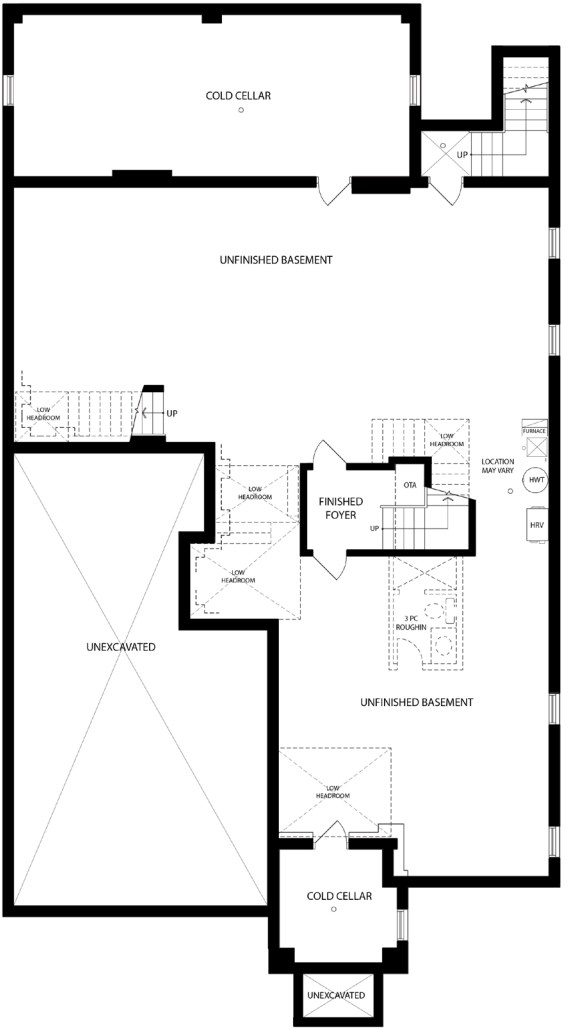 COLD CELLAR
UP
UNFINISHED BASEMENT
LOW
HEADROOM
UP
LOW
HEADROOM
FURNACE
LOCATION
MAY VARY
HWT
HRV
LOW
HEADROOM
OTA
FINISHED
FOYER
UP
LOW
HEADROOM
3 PC
ROUGHIN
UNEXCAVATED
UNFINISHED BASEMENT
LOW
HEADROOM
COLD CELLAR
UNEXCAVATED